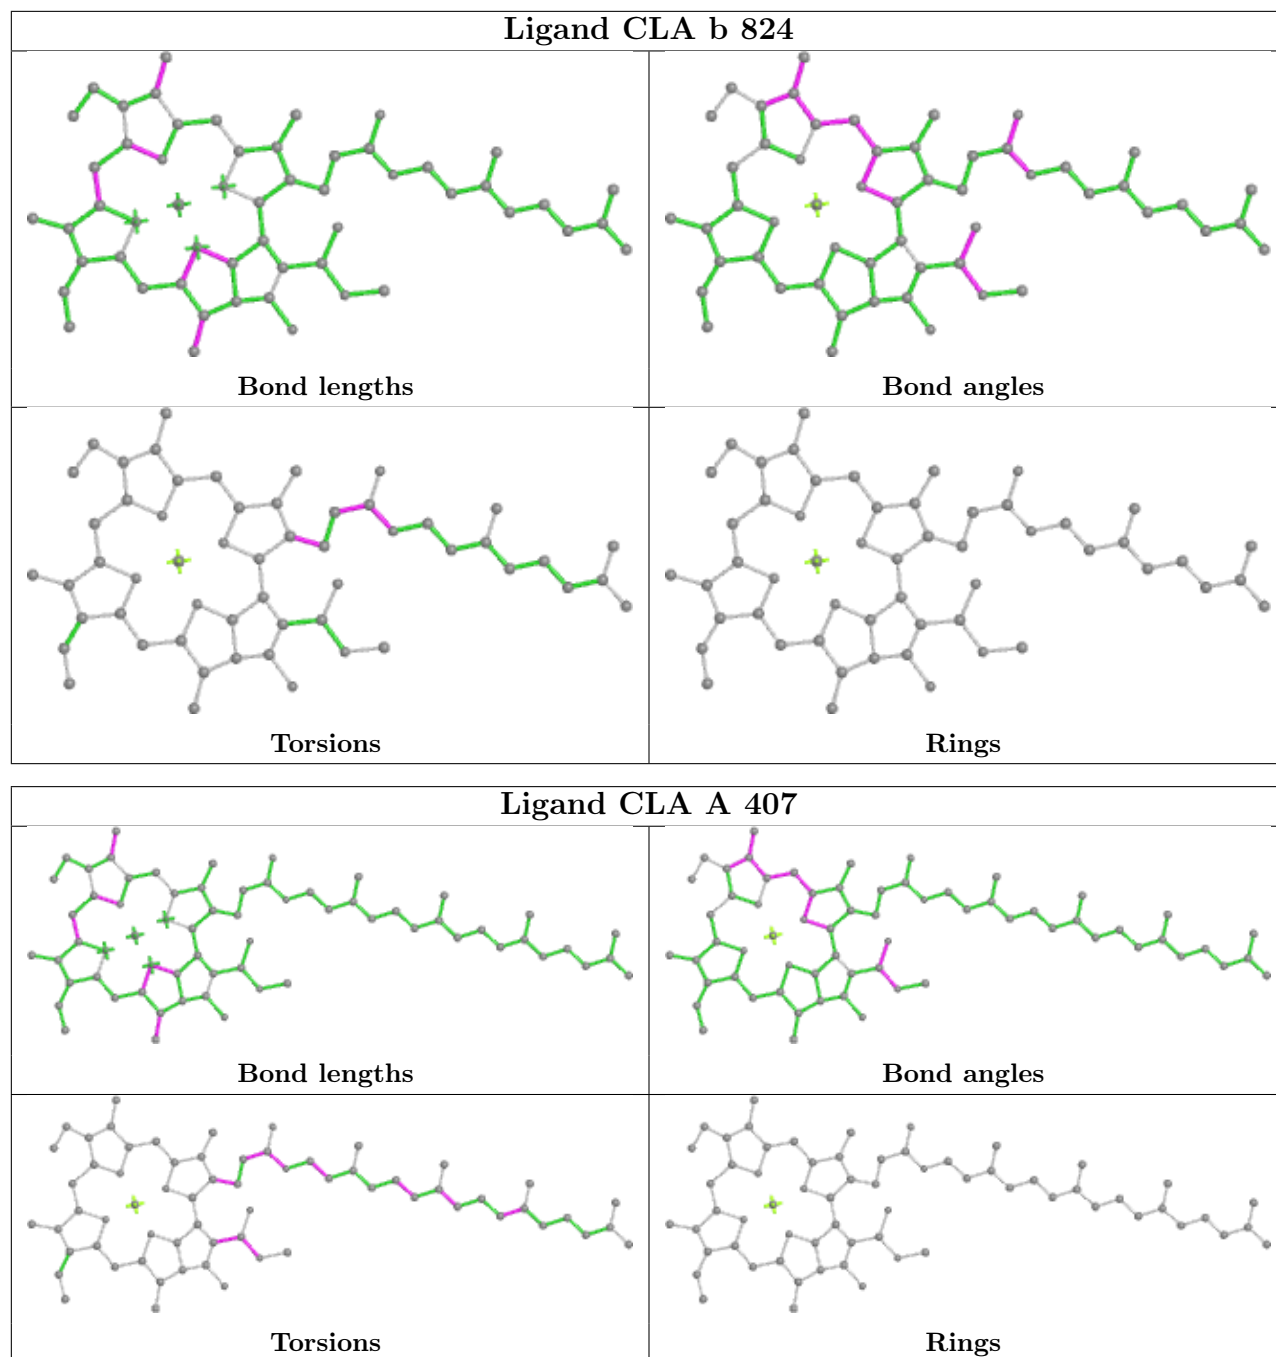 Ligand CLA b 824
Bond lengths
Bond angles
Torsions
Rings
Ligand CLA A 407
Bond lengths
Bond angles
Torsions
Rings